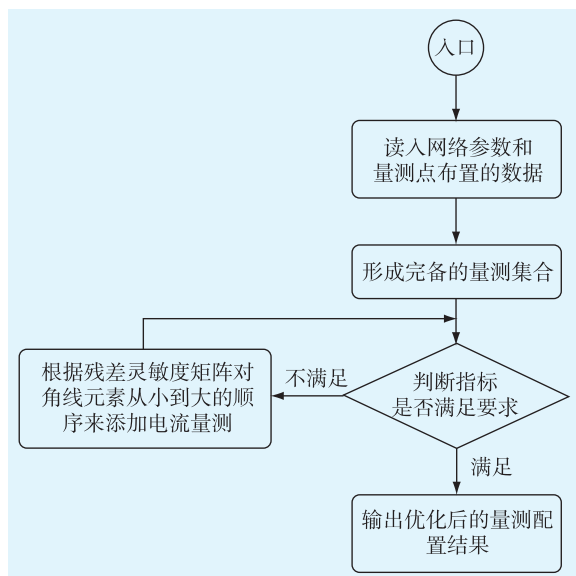 入口
读入网络参数和
量测点布置的数据
形成完备的量测集合
根据残差灵敏度矩阵对
角线元素从小到大的顺
序来添加电流量测
不满足
判断指标
是否满足要求
满足
输出优化后的量测配
置结果